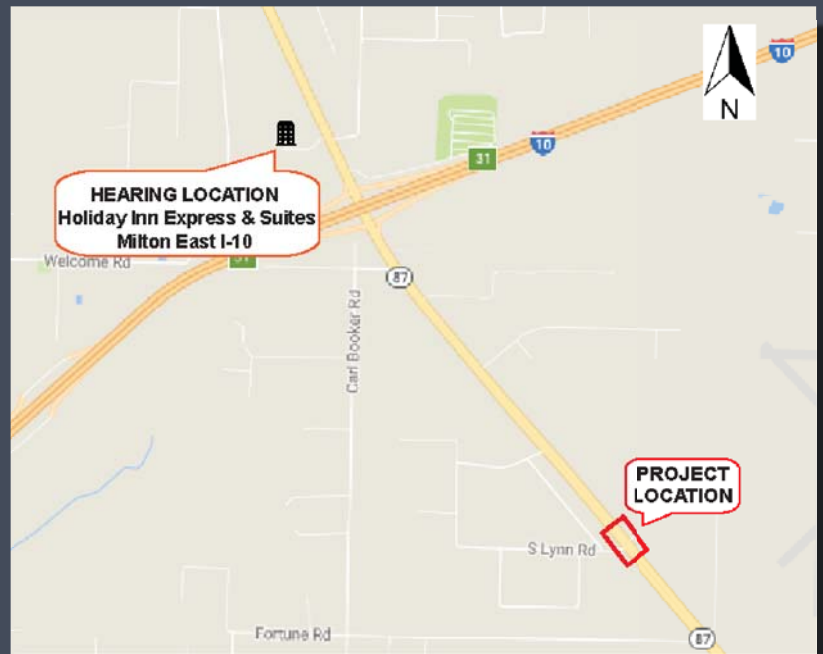 N
10
10
31
HEARING LOCATION
Holiday Inn Express & Suites
Milton East I-10
Welcome Rd
31
87
Carl Booker Rd
PROJECT
LOCATION
S Lynn Rd
Fortune Rd
87